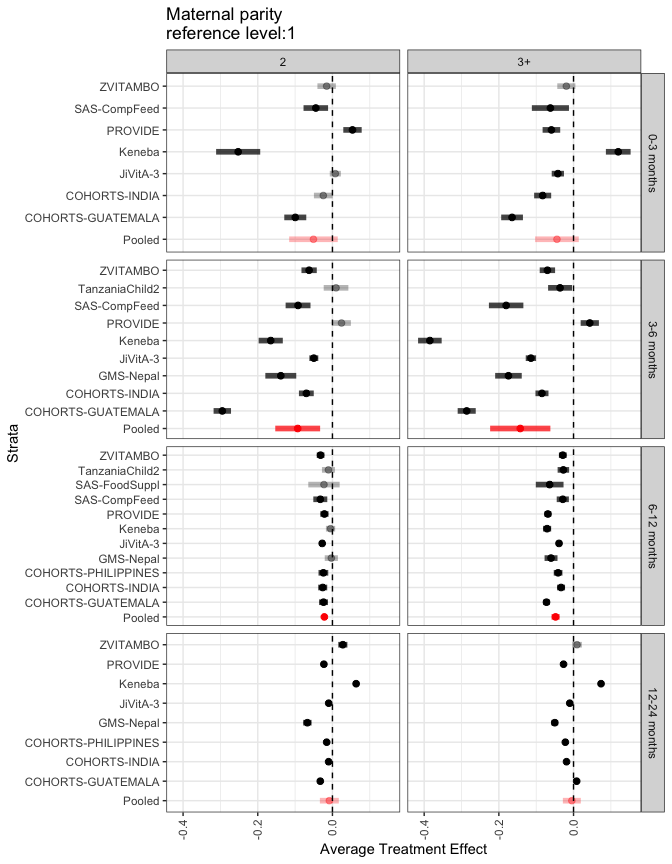 Maternal parity
reference level:1
2
3+
Strata
ZVITAMBO
SAS-CompFeed
PROVIDE
Keneba
JiVitA-3
COHORTS-INDIA
COHORTS-GUATEMALA
Pooled
0-3 months
ZVITAMBO
TanzaniaChild2
SAS-CompFeed
PROVIDE
Keneba
JiVitA-3
GMS-Nepal
COHORTS-INDIA
COHORTS-GUATEMALA
Pooled
3-6 months
ZVITAMBO
TanzaniaChild2
SAS-FoodSuppl
SAS-CompFeed
PROVIDE
Keneba
JiVitA-3
GMS-Nepal
COHORTS-PHILIPPINES
COHORTS-INDIA
COHORTS-GUATEMALA
Pooled
6-12 months
ZVITAMBO
PROVIDE
Keneba
JiVitA-3
GMS-Nepal
COHORTS-PHILIPPINES
COHORTS-INDIA
COHORTS-GUATEMALA
Pooled
12-24 months
-0.4
-0.2
0.0
-0.4
-0.2
0.0
Average Treatment Effect